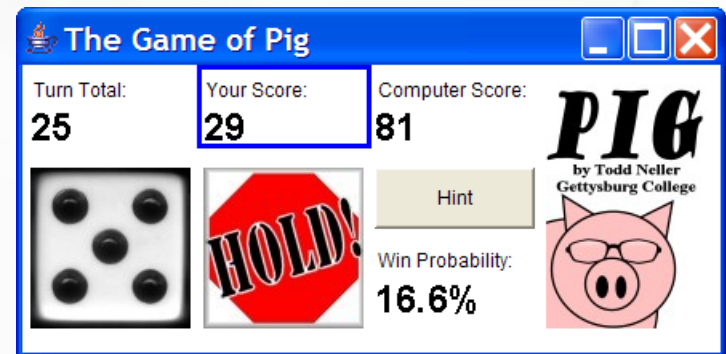 The Game of Pig
Turn Total:
25
Your Score:
29
Computer Score:
81
PIG
by Todd Neller
Gettysburg College
HOLD!
Hint
Win Probability:
16.6%